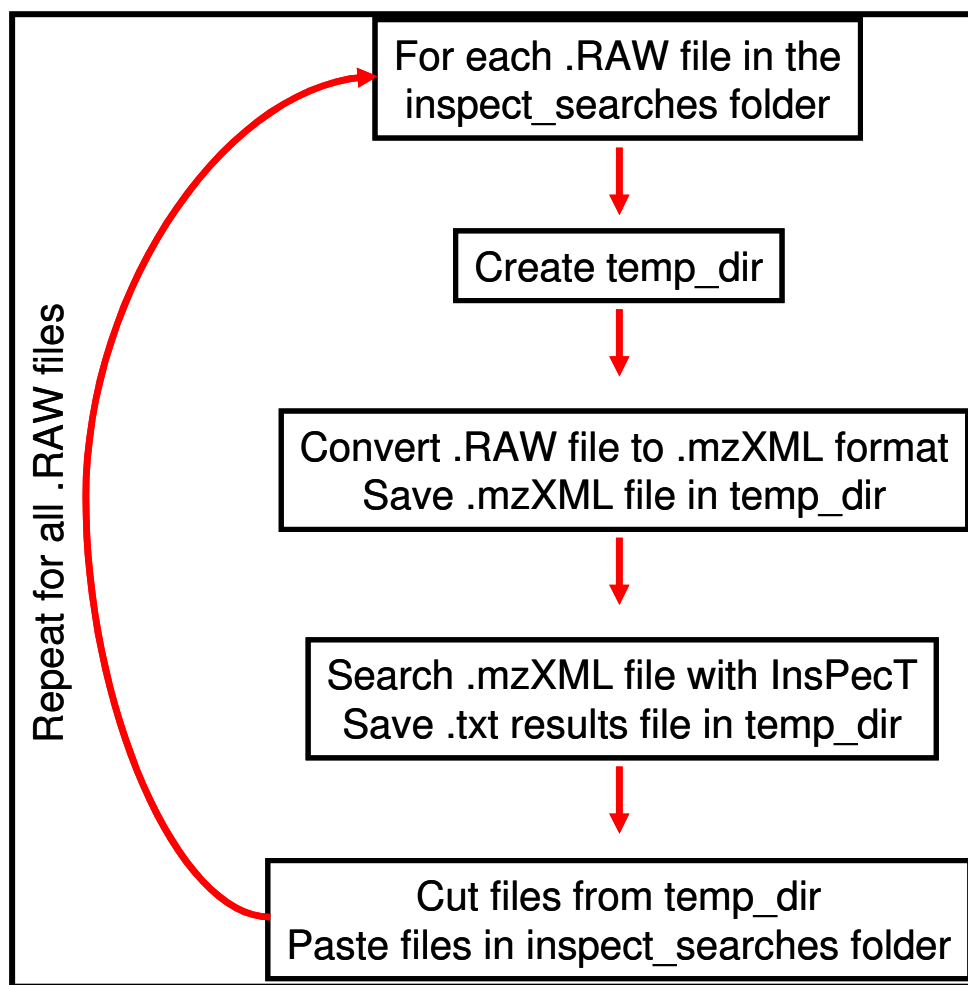 For each .RAW file in the
inspect_searches folder
Create temp_dir
Convert .RAW file to .mzXML format
Save .mzXML file in temp_dir
Search .mzXML file with InsPecT
Save .txt results file in temp_dir
Cut files from temp_dir
Paste files in inspect_searches folder
Repeat for all .RAW files